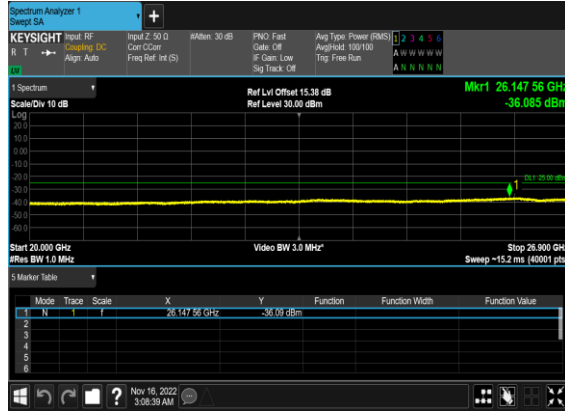 Spectrum Analyzer 1
Swept SA
+
KEYSIGHT Input: RF Input Z: 50 Ω #Atten: 30 dB PNO: Fast Avg Type: Power (RMS) 1 2 3 4 5 6
R T Coupling: DC Corr CCorr Gate: Off Avg|Hold: 100/100 A W W W W W
Align: Auto Freq Ref: Int (S) IF Gain: Low Trig: Free Run
Sig Track: Off A N N N N N
1 Spectrum Ref Lvl Offset 15.38 dB Mkr1 26.147 56 GHz
Scale/Div 10 dB Ref Level 30.00 dBm -36.085 dBm
Log
20.0
10.0
0.00
-10.0
-20.0
DL1 -25.00 dBm
1
-30.0
-40.0
-50.0
-60.0
Start 20.000 GHz Video BW 3.0 MHz* Stop 26.900 GHz
#Res BW 1.0 MHz Sweep ~15.2 ms (40001 pts)
5 Marker Table
Mode Trace Scale X Y Function Function Width Function Value
1 N 1 f 26.147 56 GHz -36.09 dBm
2
3
4
5
6
? Nov 16, 2022
3:08:39 AM